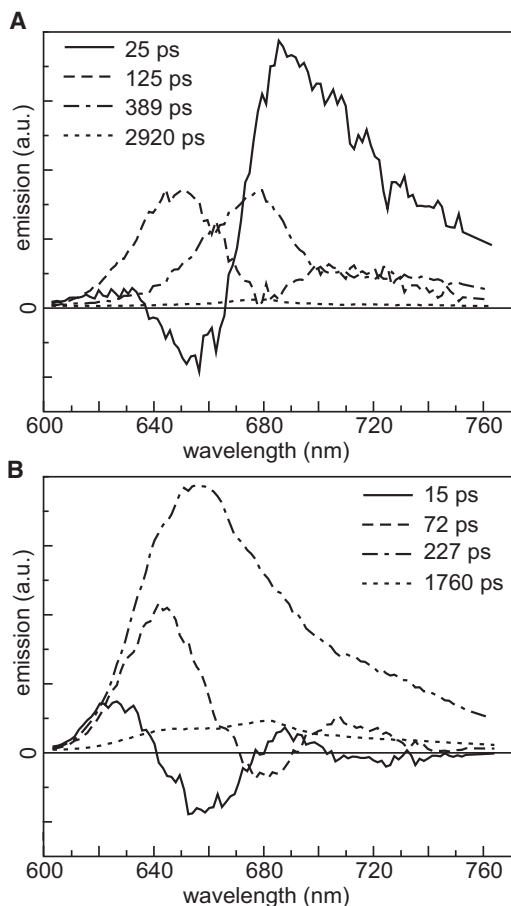 A
25 ps
125 ps
389 ps
2920 ps
emission (a.u.)
0
600 640 680 720 760
wavelength (nm)
B
15 ps
72 ps
227 ps
1760 ps
emission (a.u.)
0
600 640 680 720 760
wavelength (nm)